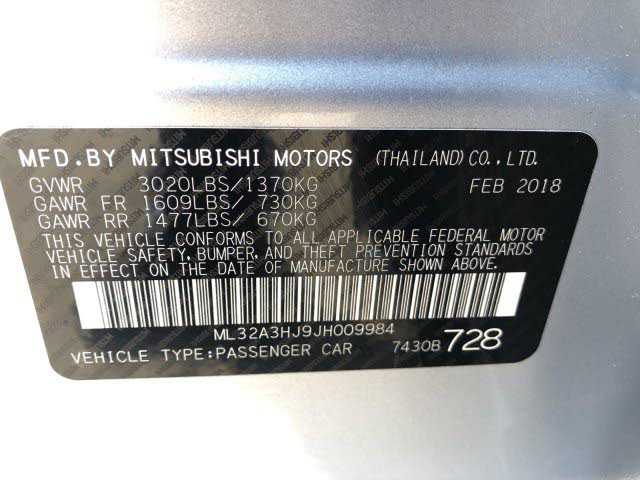 MFD.BY MITSUBISHI MOTORS (THAILAND)CO.,LTD.
GVWR 3020LBS/1370KG FEB 2018
GAWR FR 1609LBS/ 730KG
GAWR RR 1477LBS/ 670KG
THIS VEHICLE CONFORMS TO ALL APPLICABLE FEDERAL MOTOR
VEHICLE SAFETY, BUMPER, AND THEFT PREVENTION STANDARDS
IN EFFECT ON THE DATE OF MANUFACTURE SHOWN ABOVE.
ML32A3HJ9JH009984
VEHICLE TYPE:PASSENGER CAR 7430B 728